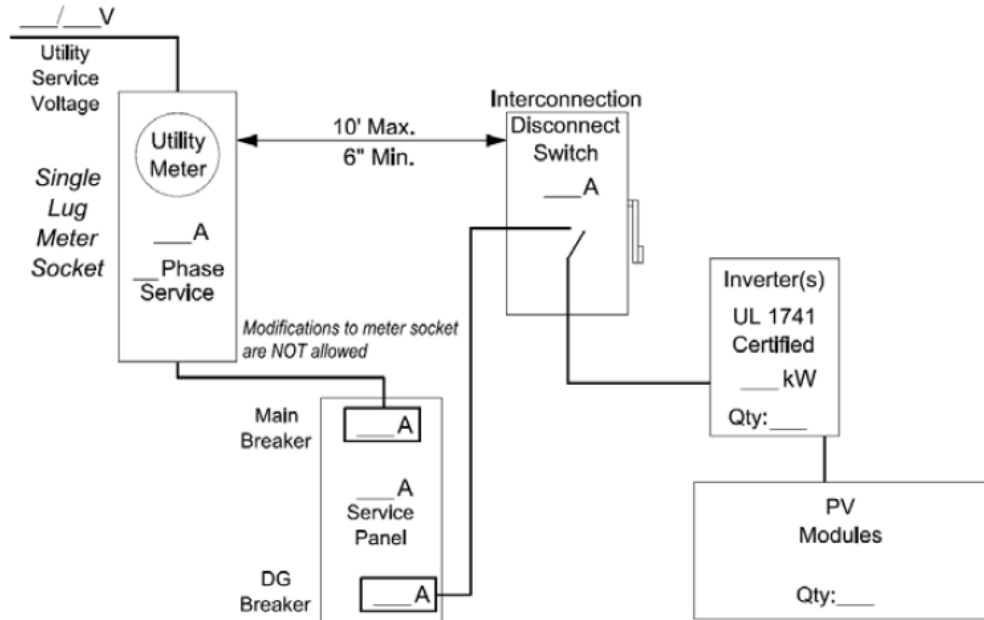 ___/___V
Utility
Service
Voltage
Utility
Meter
Single
Lug
Meter
Socket
___A
__Phase
Service
10' Max.
6" Min.
Interconnection
Disconnect
Switch
___A
Modifications to meter socket
are NOT allowed
Main
Breaker
___A
___A
Service
Panel
DG
Breaker
___A
Inverter(s)
UL 1741
Certified
___kW
Qty:___
PV
Modules
Qty:___